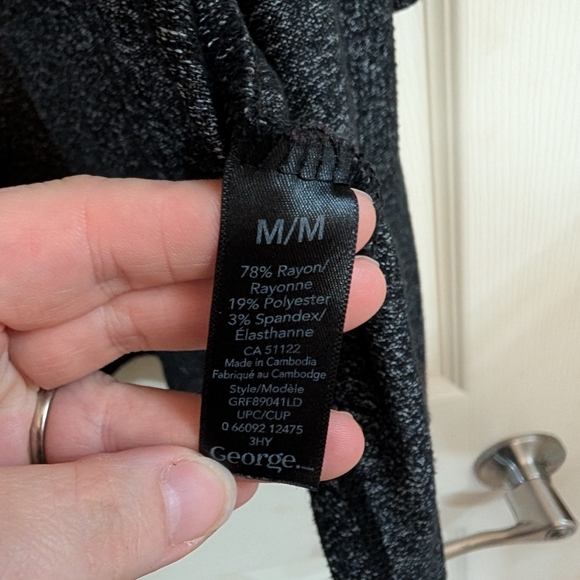 M/M
78% Rayon/
Rayonne
19% Polyester
3% Spandex/
Élasthanne
CA 51122
Made in Cambodia
Fabriqué au Cambodge
Style/Modèle
GRF89041LD
UPC/CUP
0 66092 12475
3HY
George